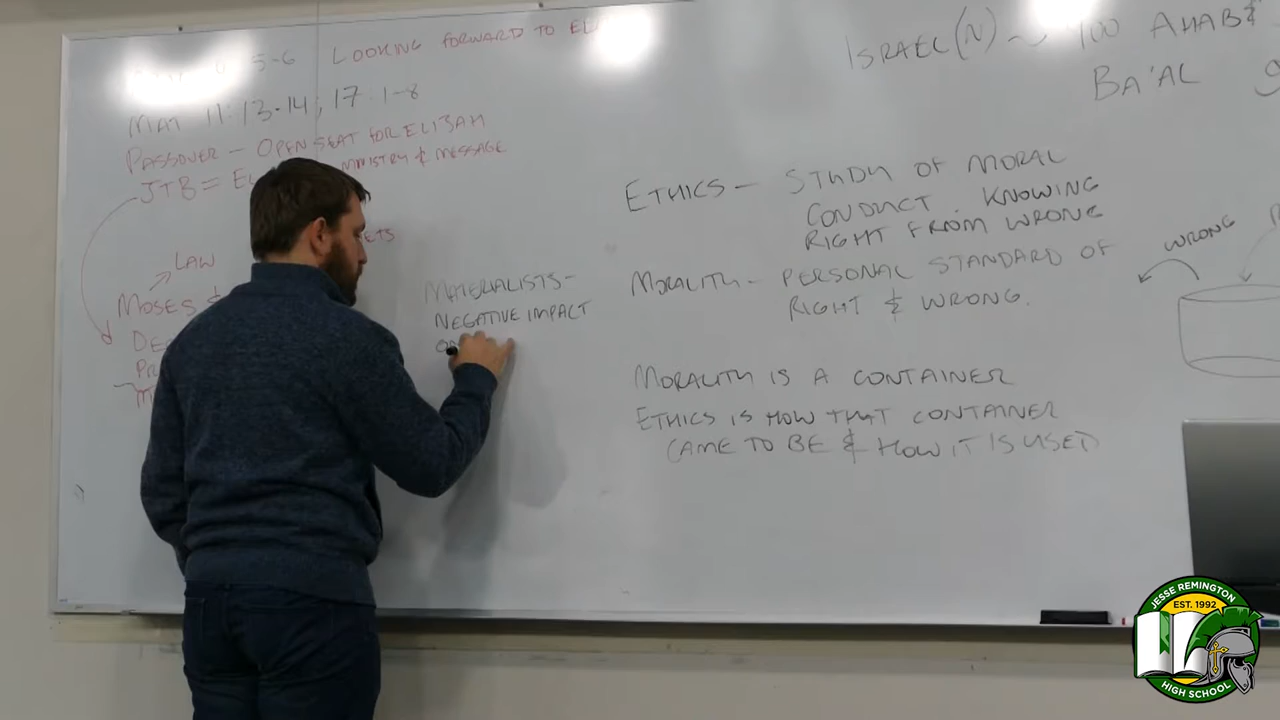 5-6 LOOKING FORWARD TO EL
11:13-14, 17:1-8
PASSOVER - OPEN SEAT FOR ELIJAH
JTB = EL MINISTRY & MESSAGE
ETS
LAW
MOSES &
MATERIALISTS-
NEGATIVE IMPACT
ISRAEL (N) → AHAB &
BA'AL
ETHICS - STUDY OF MORAL
CONDUCT. KNOWING
RIGHT FROM WRONG
MORALITY - PERSONAL STANDARD OF
RIGHT & WRONG.
MORALITY IS A CONTAINER
ETHICS IS HOW THAT CONTAINER
CAME TO BE & HOW IT IS USED
WRONG
JESSE REMINGTON
EST. 1992
HIGH SCHOOL